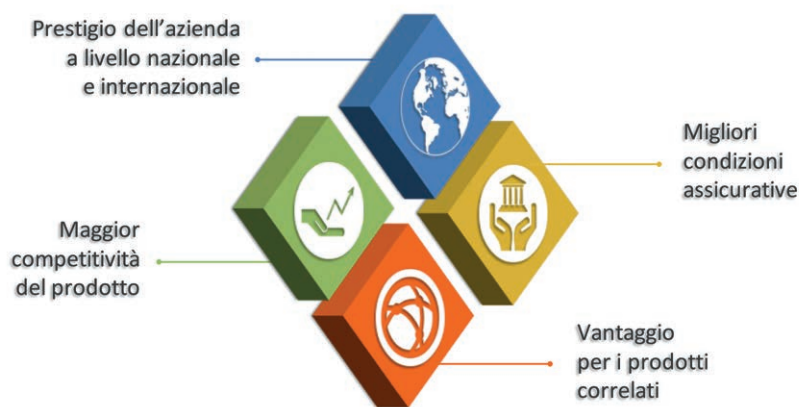 Prestigio dell’azienda
a livello nazionale
e internazionale
Migliori
condizioni
assicurative
Maggior
competitività
del prodotto
Vantaggio
per i prodotti
correlati